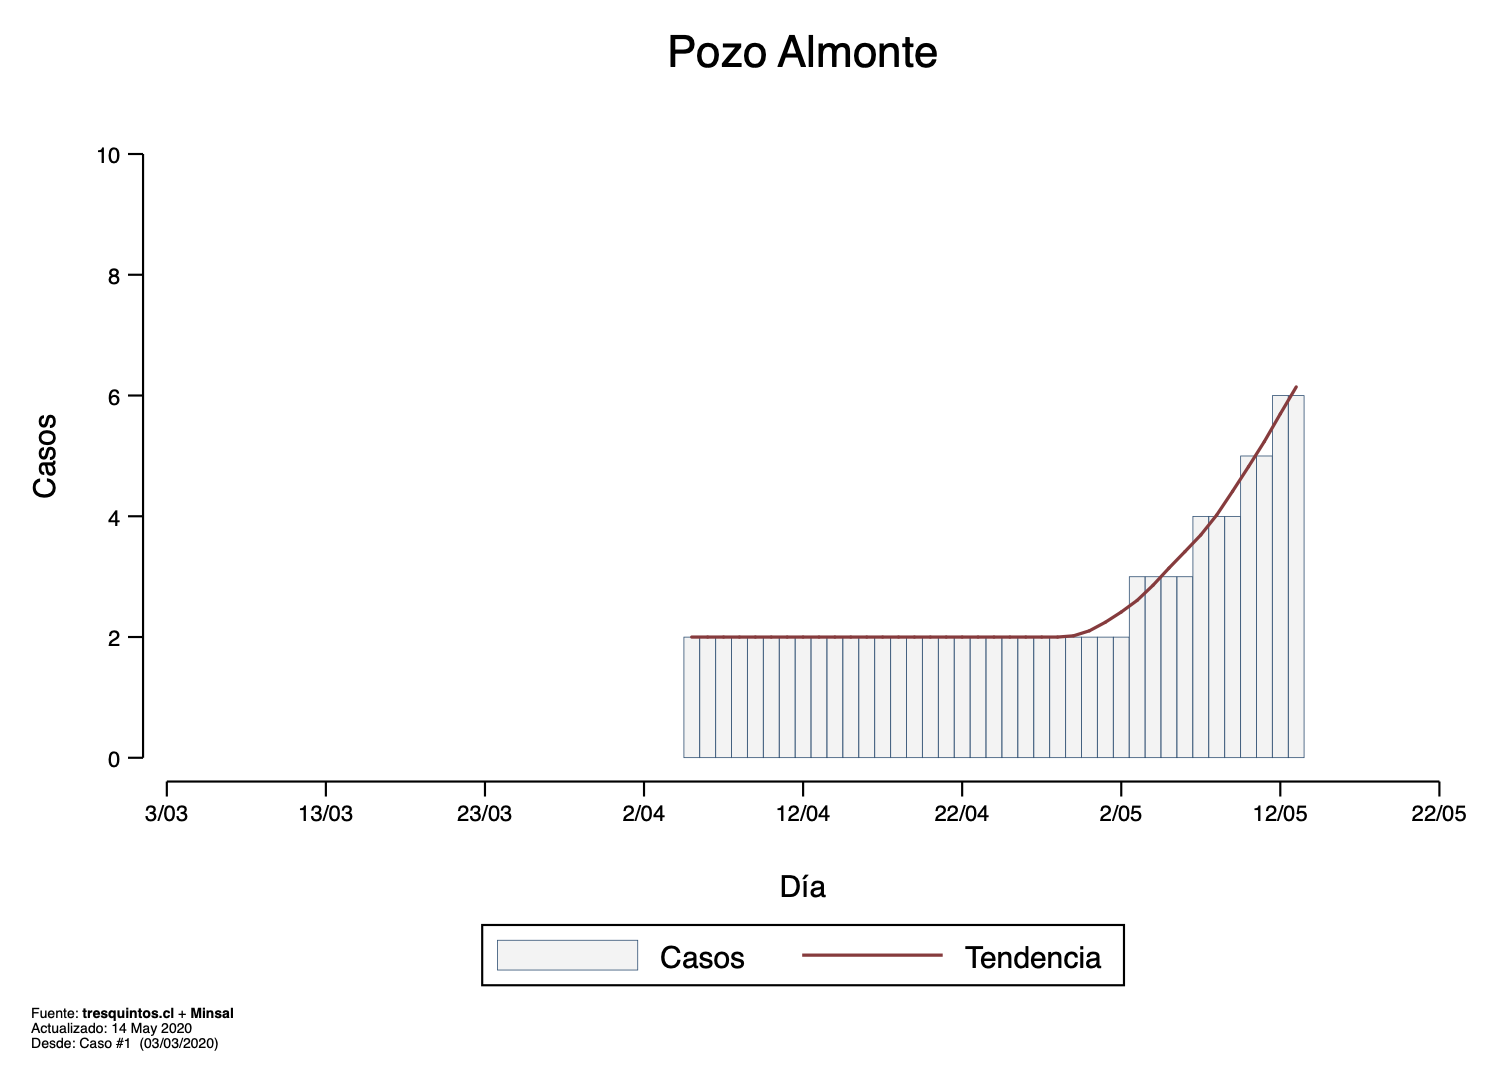 Pozo Almonte
10
8
6
4
2
0
Casos
3/03
13/03
23/03
2/04
12/04
22/04
2/05
12/05
22/05
Día
Casos
Tendencia
Fuente: tresquintos.cl + Minsal
Actualizado: 14 May 2020
Desde: Caso #1 (03/03/2020)